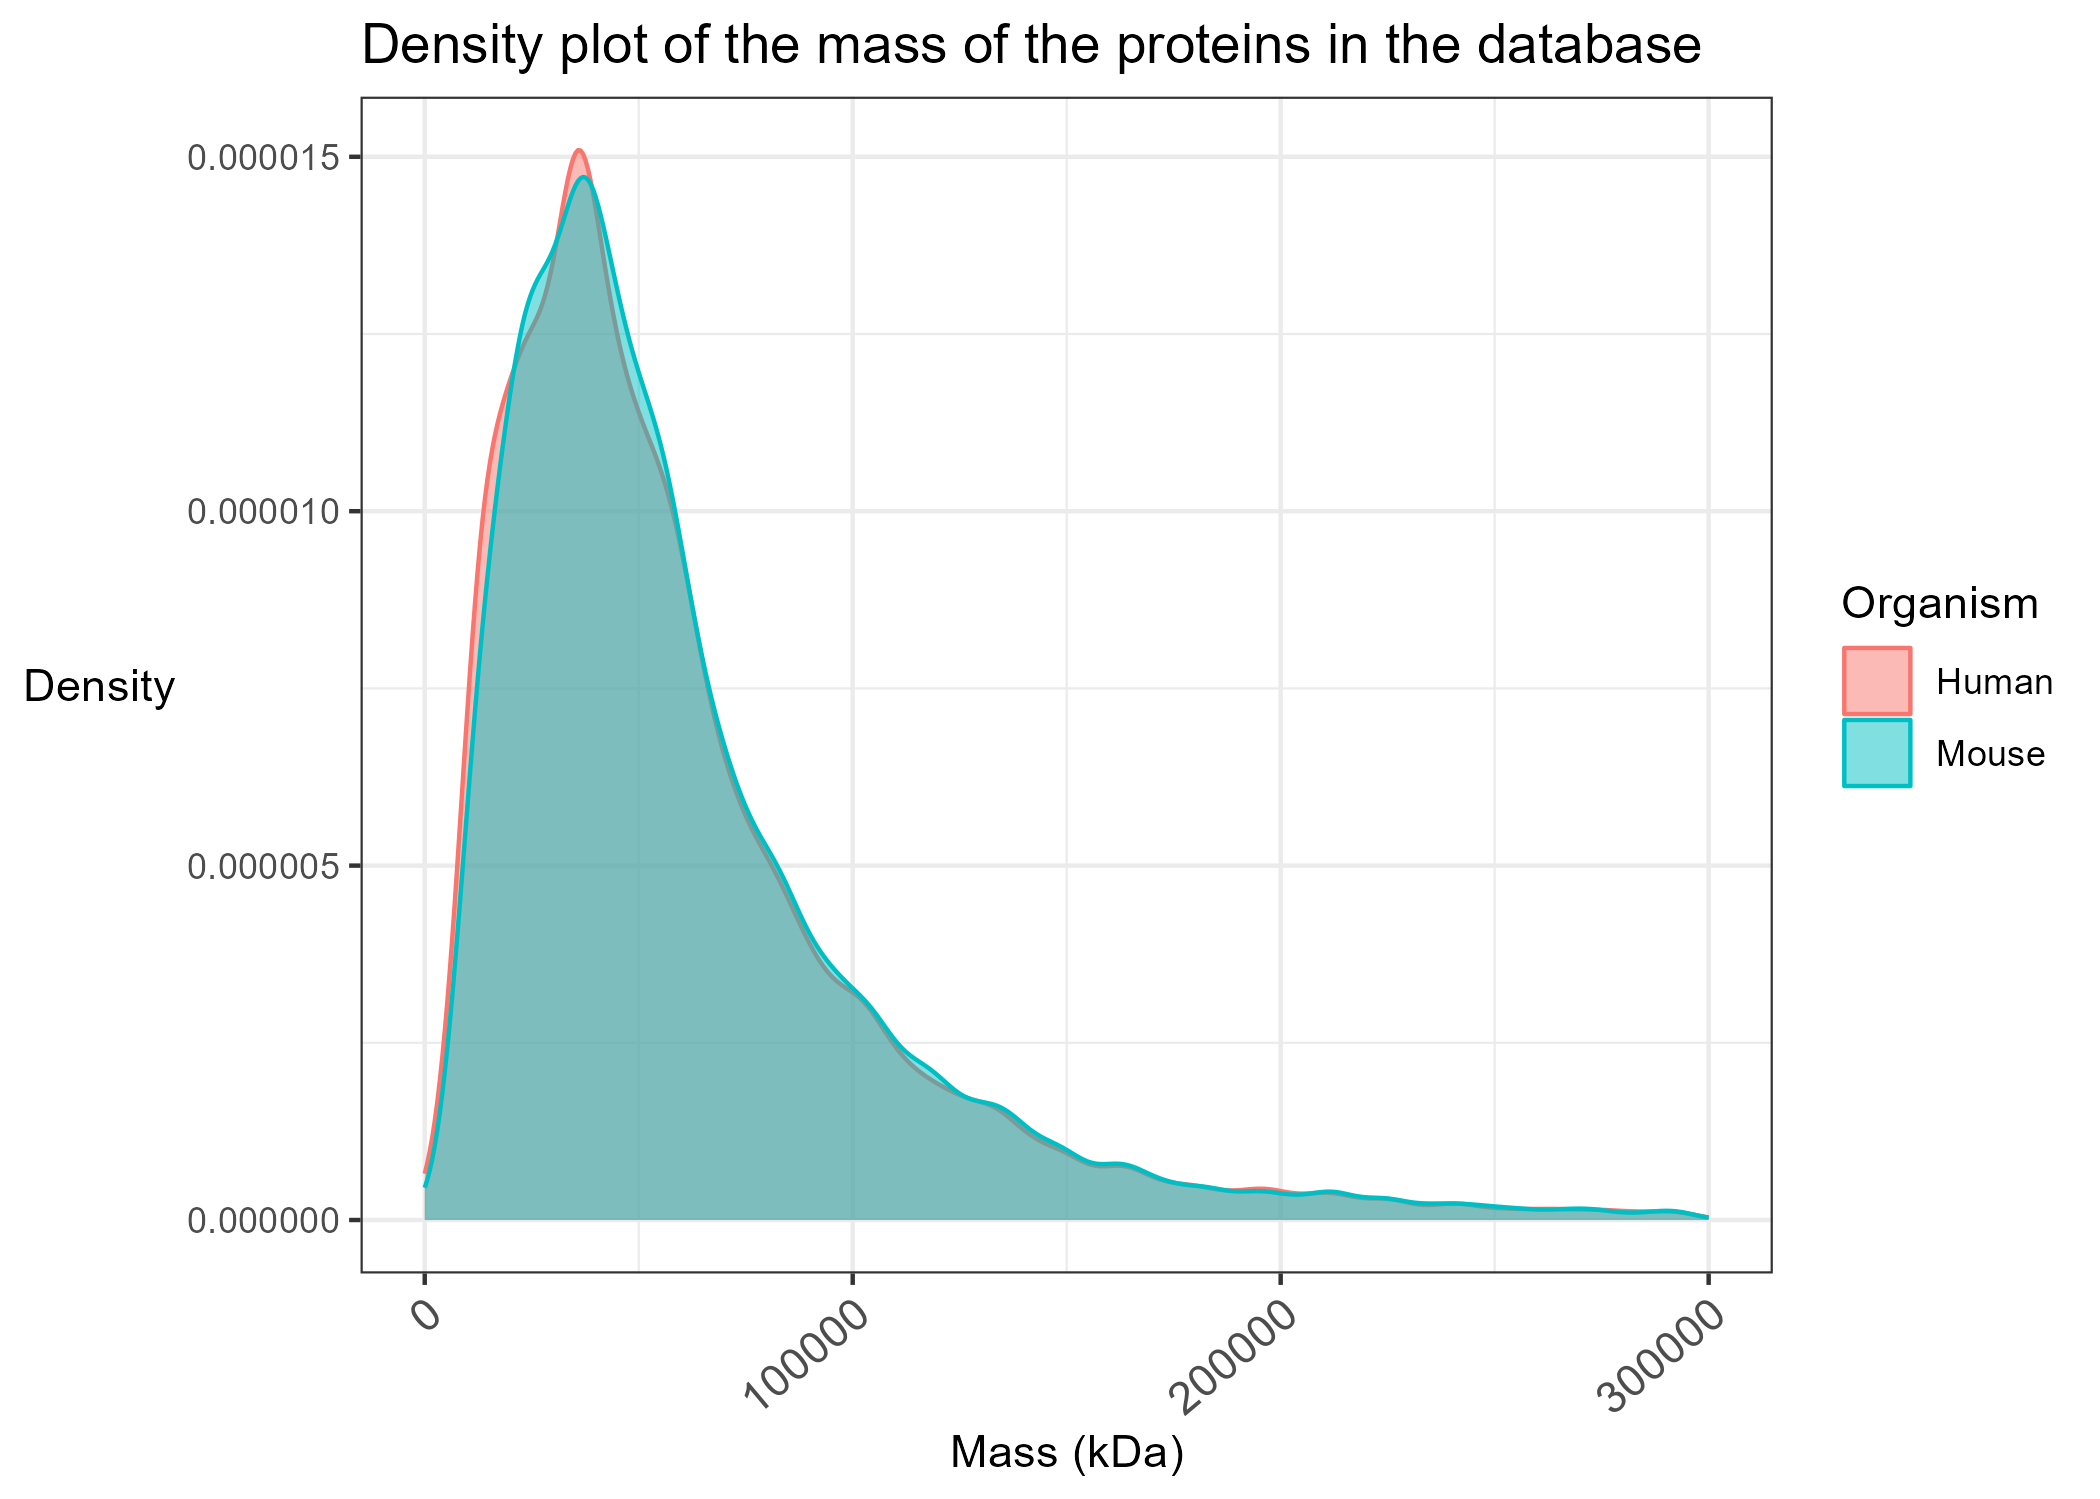 Density plot of the mass of the proteins in the database
0.000015
0.000010
0.000005
0.000000
Density
0
100000
200000
300000
Mass (kDa)
Organism
Human
Mouse